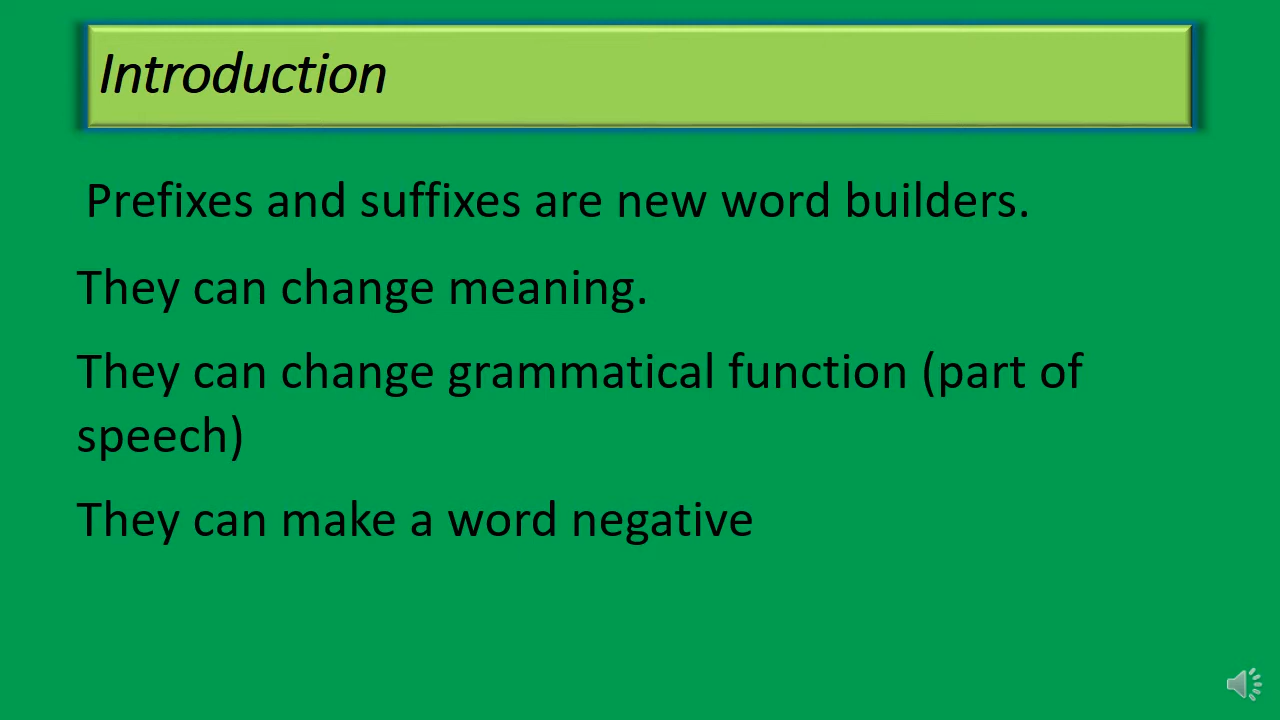 Introduction
Prefixes and suffixes are new word builders.
They can change meaning.
They can change grammatical function (part of
speech)
They can make a word negative